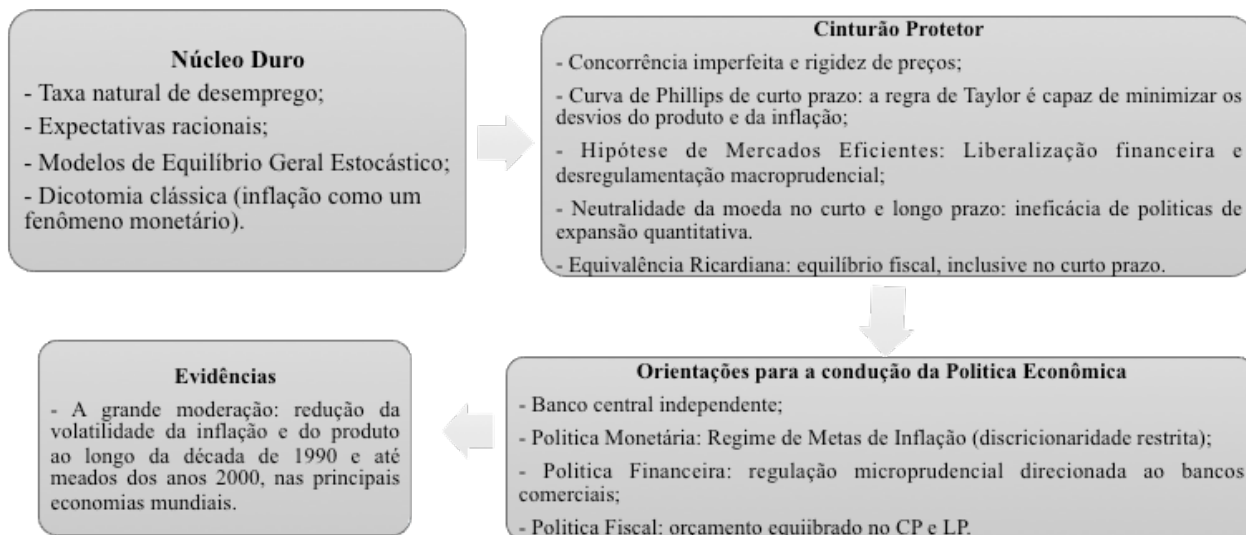 Núcleo Duro
- Taxa natural de desemprego;
- Expectativas racionais;
- Modelos de Equilíbrio Geral Estocástico;
- Dicotomia clássica (inflação como um
fenômeno monetário).
Cinturão Protetor
- Concorrência imperfeita e rigidez de preços;
- Curva de Phillips de curto prazo: a regra de Taylor é capaz de minimizar os
desvios do produto e da inflação;
- Hipótese de Mercados Eficientes: Liberalização financeira e
desregulamentação macroprudencial;
- Neutralidade da moeda no curto e longo prazo: ineficácia de politicas de
expansão quantitativa.
- Equivalência Ricardiana: equilíbrio fiscal, inclusive no curto prazo.
Orientações para a condução da Politica Econômica
- Banco central independente;
- Politica Monetária: Regime de Metas de Inflação (discricionaridade restrita);
- Politica Financeira: regulação microprudencial direcionada ao bancos
comerciais;
- Politica Fiscal: orçamento equiibrado no CP e LP.
Evidências
- A grande moderação: redução da
volatilidade da inflação e do produto
ao longo da década de 1990 e até
meados dos anos 2000, nas principais
economias mundiais.